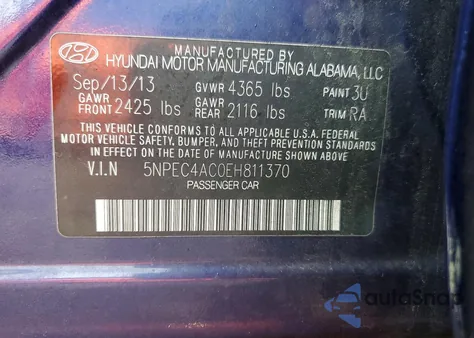 MANUFACTURED BY
HYUNDAI MOTOR MANUFACTURING ALABAMA, LLC
Sep/13/13 GVWR 4365 lbs PAINT 3U
GAWR FRONT 2425 lbs GAWR REAR 2116 lbs TRIM RA
THIS VEHICLE CONFORMS TO ALL APPLICABLE U.S.A. FEDERAL
MOTOR VEHICLE SAFETY, BUMPER, AND THEFT PREVENTION STANDARDS
IN EFFECT ON THE DATE OF MANUFACTURE SHOWN ABOVE.
V.I.N 5NPEC4AC0EH811370
PASSENGER CAR
autoSnap